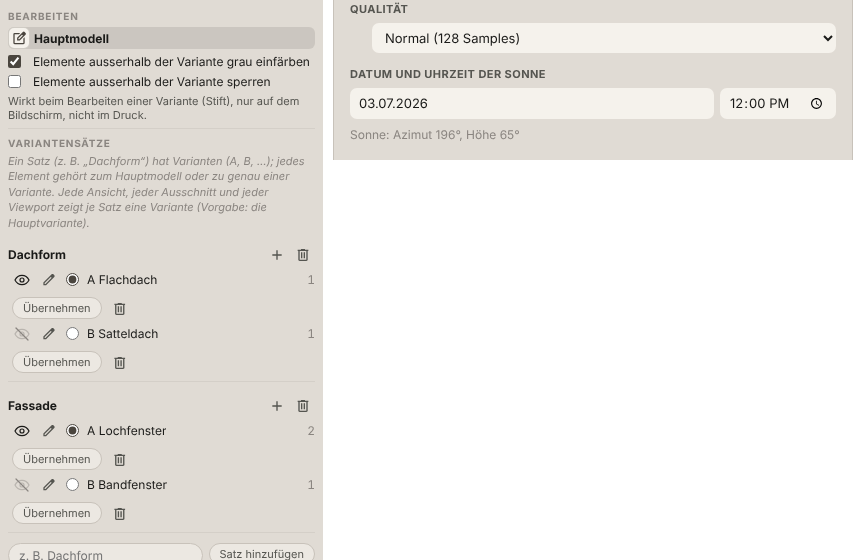 BEARBEITEN
Hauptmodell
Elemente ausserhalb der Variante grau einfärben
Elemente ausserhalb der Variante sperren
Wirkt beim Bearbeiten einer Variante (Stift), nur auf dem
Bildschirm, nicht im Druck.
VARIANTENSÄTZE
Ein Satz (z. B. „Dachform“) hat Varianten (A, B, ...); jedes
Element gehört zum Hauptmodell oder zu genau einer
Variante. Jede Ansicht, jeder Ausschnitt und jeder
Viewport zeigt je Satz eine Variante (Vorgabe: die
Hauptvariante).
Dachform
A Flachdach 1
Übernehmen
B Satteldach 1
Übernehmen
Fassade
A Lochfenster 2
Übernehmen
B Bandfenster 1
Übernehmen
z. B. Dachform Satz hinzufügen
QUALITÄT
Normal (128 Samples)
DATUM UND UHRZEIT DER SONNE
03.07.2026 12:00 PM
Sonne: Azimut 196°, Höhe 65°